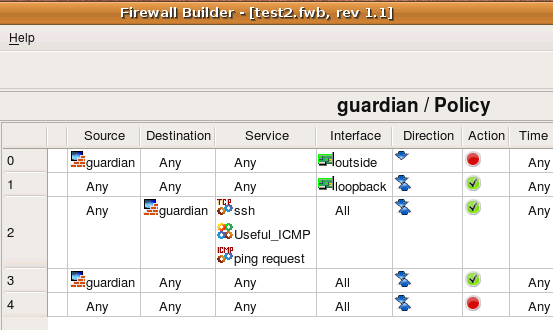 Firewall Builder - [test2.fwb, rev 1.1]
Help
guardian / Policy
Source Destination Service Interface Direction Action Time
0 guardian Any Any outside Any
1 Any Any Any loopback Any
Any guardian TCP ssh All Any
2 Useful_ICMP
ICMP ping request
3 guardian Any Any All Any
4 Any Any Any All Any